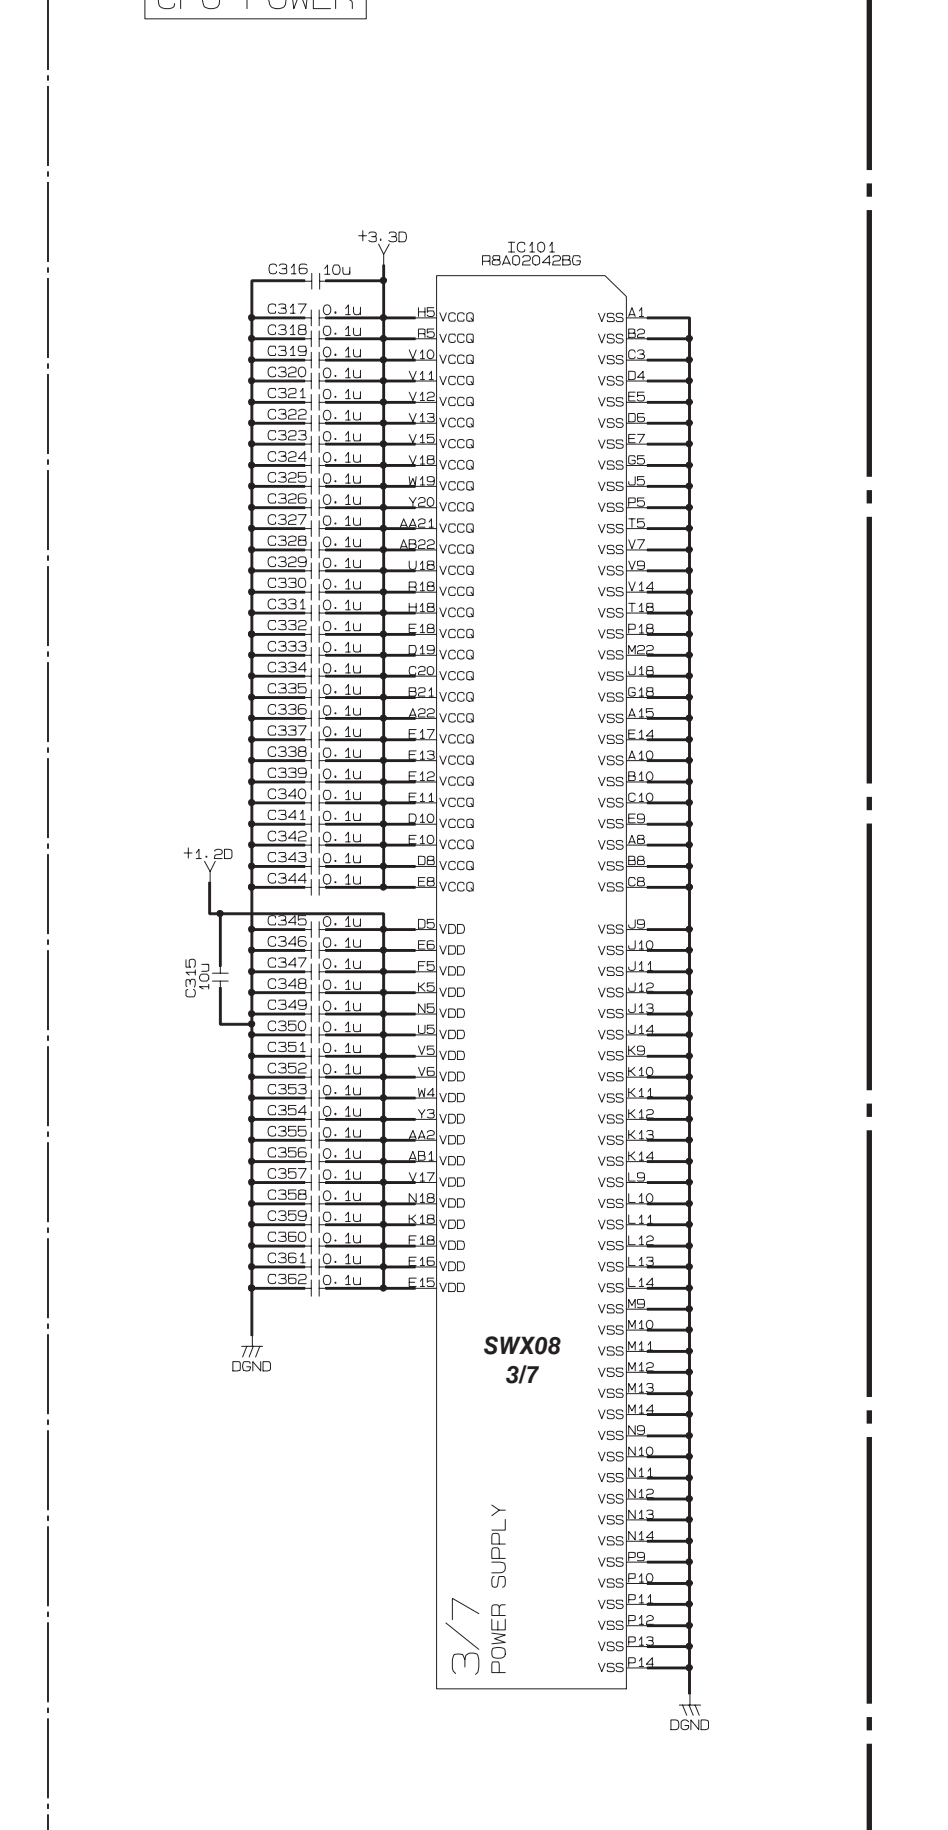 CPU POWER
+3.3D
IC101
R8A02042BG
C316 10u
C317 0.1u H5 VCCQ VSS A1
C318 0.1u R5 VCCQ VSS B2
C319 0.1u V10 VCCQ VSS C3
C320 0.1u V11 VCCQ VSS D4
C321 0.1u V12 VCCQ VSS E5
C322 0.1u V13 VCCQ VSS D6
C323 0.1u V15 VCCQ VSS E7
C324 0.1u V18 VCCQ VSS G5
C325 0.1u W19 VCCQ VSS J5
C326 0.1u Y20 VCCQ VSS P5
C327 0.1u AA21 VCCQ VSS T5
C328 0.1u AB22 VCCQ VSS V7
C329 0.1u U18 VCCQ VSS V9
C330 0.1u R18 VCCQ VSS V14
C331 0.1u H18 VCCQ VSS T18
C332 0.1u E18 VCCQ VSS P18
C333 0.1u D19 VCCQ VSS M22
C334 0.1u C20 VCCQ VSS J18
C335 0.1u B21 VCCQ VSS G18
C336 0.1u A22 VCCQ VSS A15
C337 0.1u E17 VCCQ VSS E14
C338 0.1u E13 VCCQ VSS A10
C339 0.1u E12 VCCQ VSS B10
C340 0.1u E11 VCCQ VSS C10
C341 0.1u D10 VCCQ VSS E9
C342 0.1u E10 VCCQ VSS A8
+1.2D
C343 0.1u D8 VCCQ VSS B8
C344 0.1u E8 VCCQ VSS C8
C345 0.1u D5 VDD VSS J9
C346 0.1u E6 VDD VSS J10
C347 0.1u F5 VDD VSS J11
C315
10u
C348 0.1u K5 VDD VSS J12
C349 0.1u N5 VDD VSS J13
C350 0.1u U5 VDD VSS J14
C351 0.1u V5 VDD VSS K9
C352 0.1u V6 VDD VSS K10
C353 0.1u W4 VDD VSS K11
C354 0.1u Y3 VDD VSS K12
C355 0.1u AA2 VDD VSS K13
C356 0.1u AB1 VDD VSS K14
C357 0.1u V17 VDD VSS L9
C358 0.1u N18 VDD VSS L10
C359 0.1u K18 VDD VSS L11
C360 0.1u F18 VDD VSS L12
C361 0.1u E16 VDD VSS L13
C362 0.1u E15 VDD VSS L14
VSS M9
VSS M10
SWX08
VSS M11
DGND
3/7
VSS M12
VSS M13
VSS M14
VSS N9
VSS N10
VSS N11
VSS N12
VSS N13
VSS N14
VSS P9
VSS P10
VSS P11
VSS P12
VSS P13
VSS P14
3/7
POWER SUPPLY
DGND